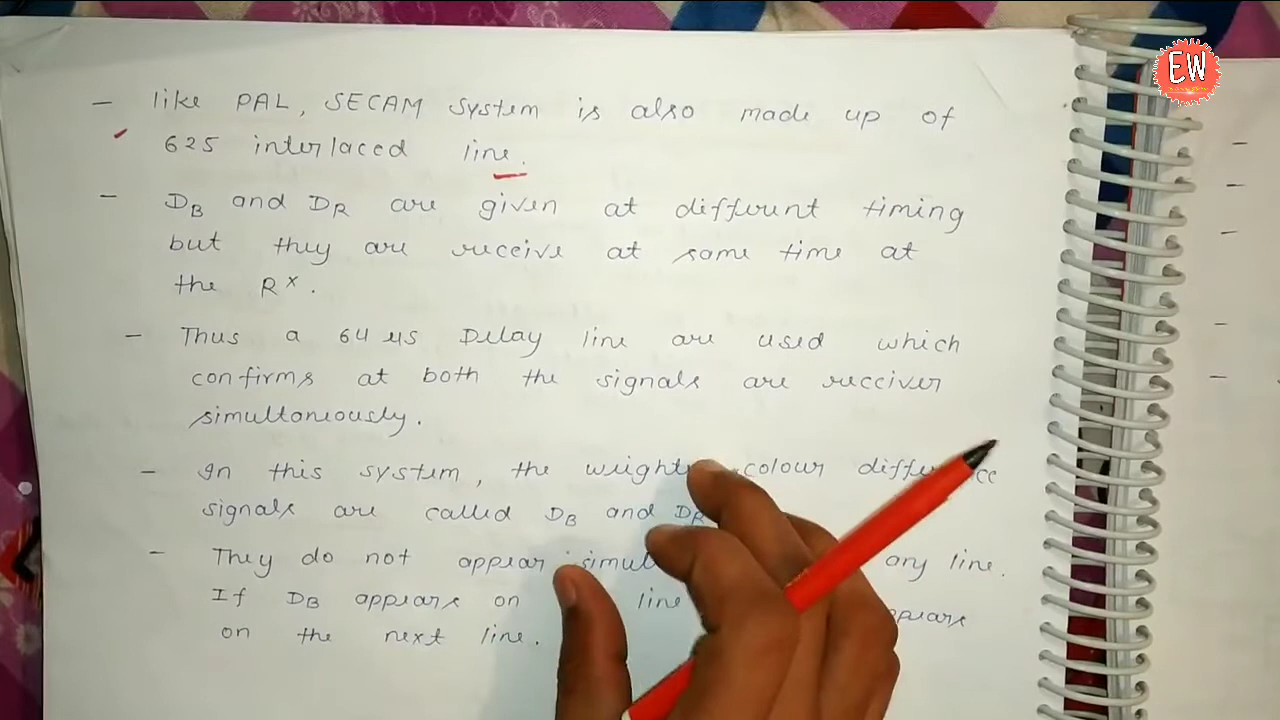 EW
- like PAL, SECAM system is also made up of
625 interlaced line.
- DB and DR are given at different timing
but they are receive at same time at
the Rx.
- Thus a 64 us Delay line are used which
confirms at both the signals are receiver
simultaneously.
- In this system, the colour
signals are called DB and DR
- They do not appear any line.
If DB appears on line
on the next line.